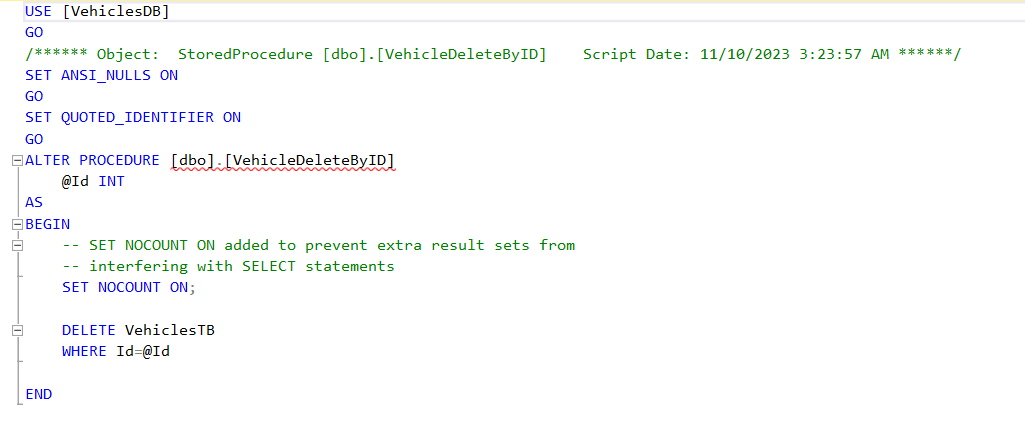 USE [VehiclesDB]
GO
/****** Object:  StoredProcedure [dbo].[VehicleDeleteByID]    Script Date: 11/10/2023 3:23:57 AM ******/
SET ANSI_NULLS ON
GO
SET QUOTED_IDENTIFIER ON
GO
ALTER PROCEDURE [dbo].[VehicleDeleteByID]
    @Id INT
AS
BEGIN
    -- SET NOCOUNT ON added to prevent extra result sets from
    -- interfering with SELECT statements
    SET NOCOUNT ON;
    DELETE VehiclesTB
    WHERE Id=@Id
END